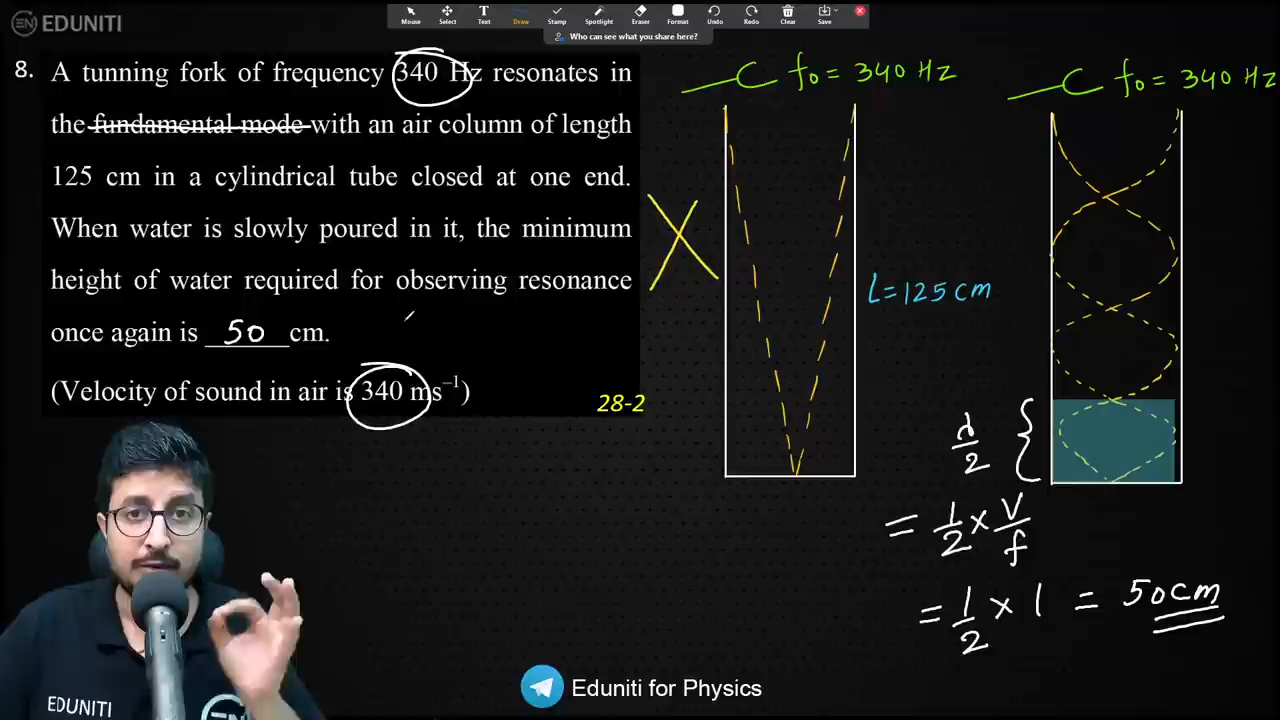 EDUNITI
Mouse Select Text Draw Stamp Spotlight Eraser Format Undo Redo Clear Save
Who can see what you share here?
8. A tunning fork of frequency 340 Hz resonates in
the fundamental mode with an air column of length
125 cm in a cylindrical tube closed at one end.
When water is slowly poured in it, the minimum
height of water required for observing resonance
once again is 50 cm.
(Velocity of sound in air is 340 ms⁻¹)
28-2
f₀ = 340 Hz
L = 125 cm
f₀ = 340 Hz
λ/2 {
= 1/2 × V/f
= 1/2 × 1 = 50cm
EDUNITI
EN
Eduniti for Physics